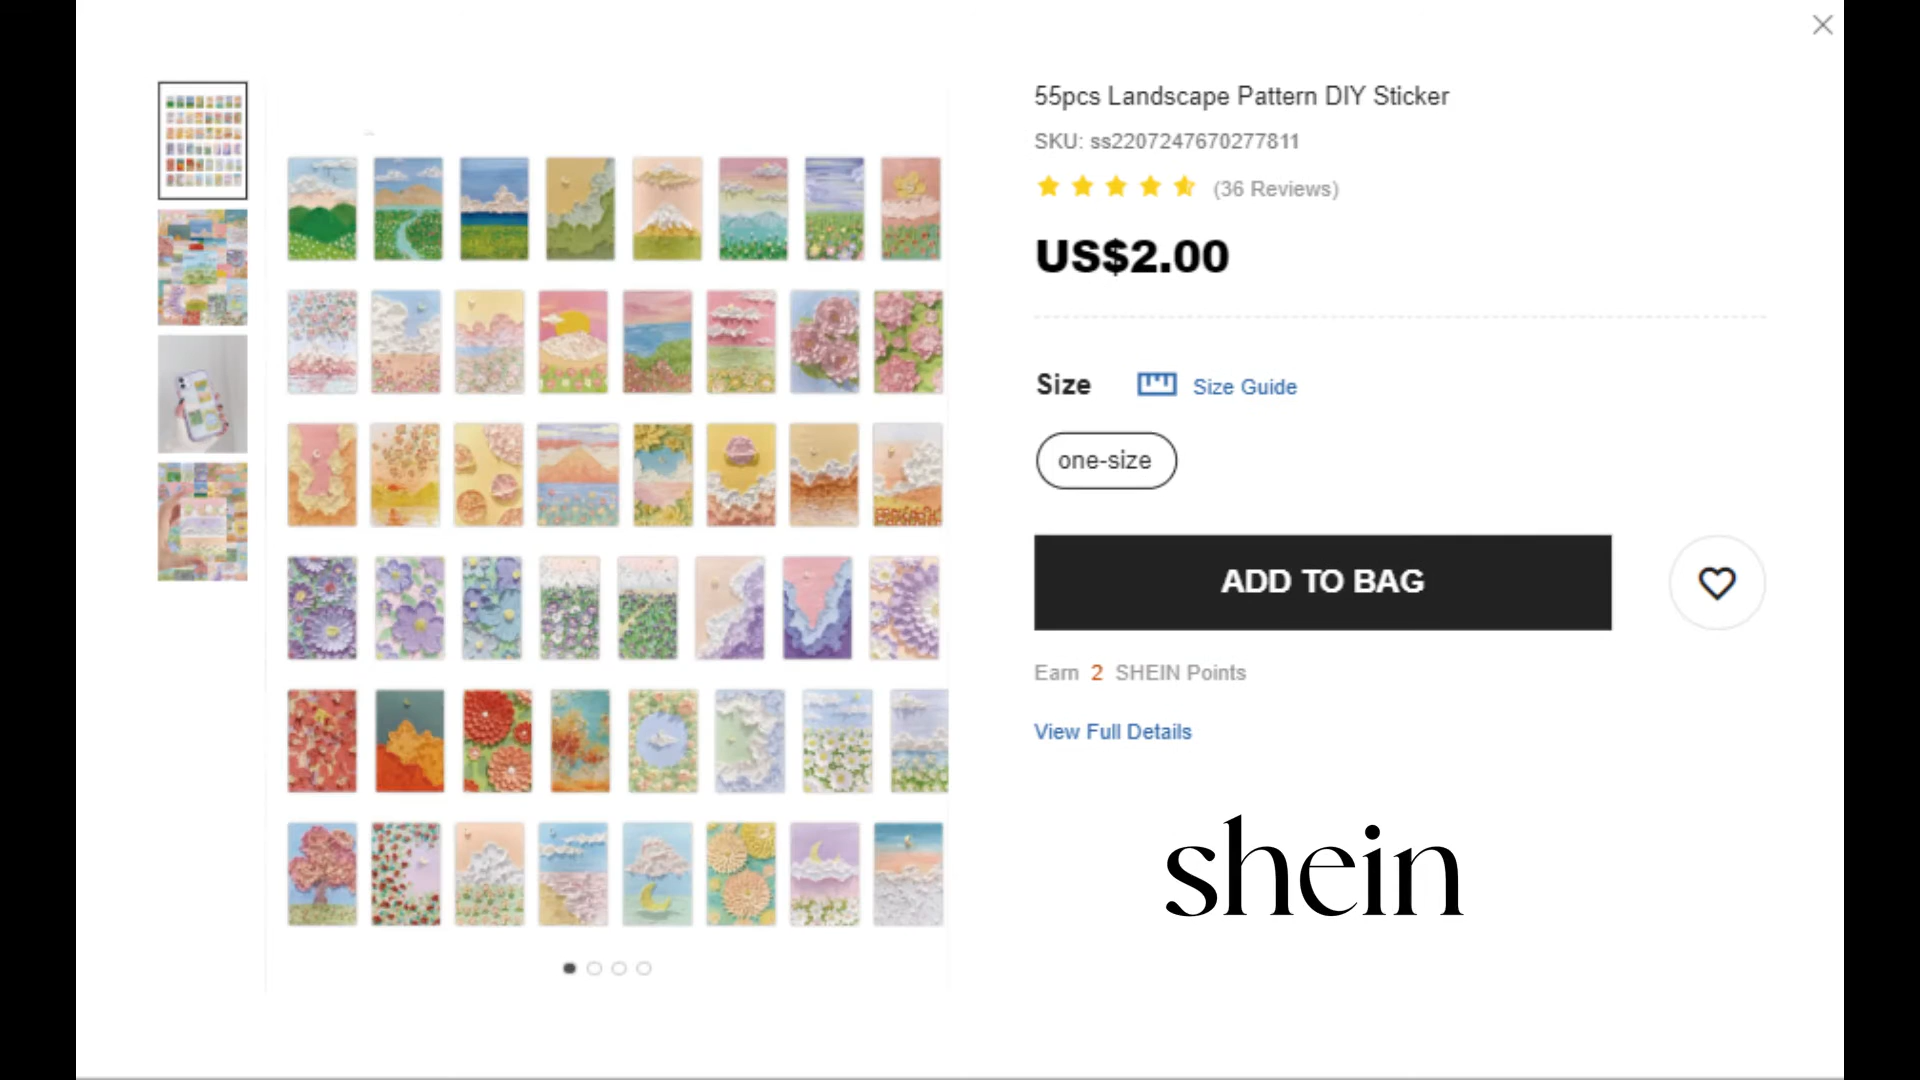 55pcs Landscape Pattern DIY Sticker
SKU: ss2207247670277811
(36 Reviews)
US$2.00
Size Size Guide
one-size
ADD TO BAG
Earn 2 SHEIN Points
View Full Details
shein